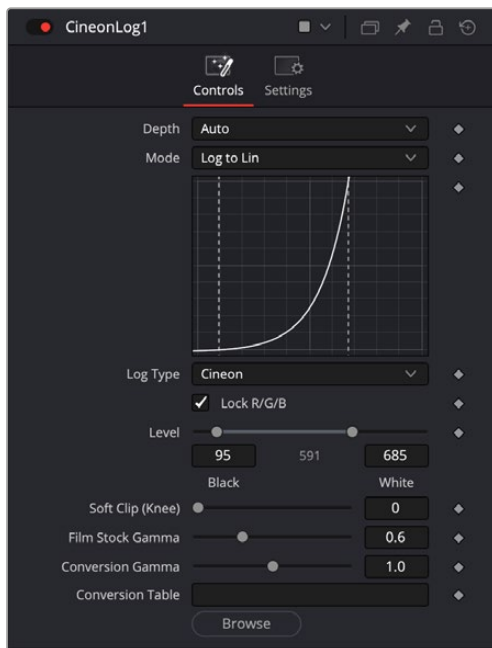 CineonLog1
Controls Settings
Depth Auto
Mode Log to Lin
Log Type Cineon
Lock R/G/B
Level
95 591 685
Black White
Soft Clip (Knee) 0
Film Stock Gamma 0.6
Conversion Gamma 1.0
Conversion Table
Browse